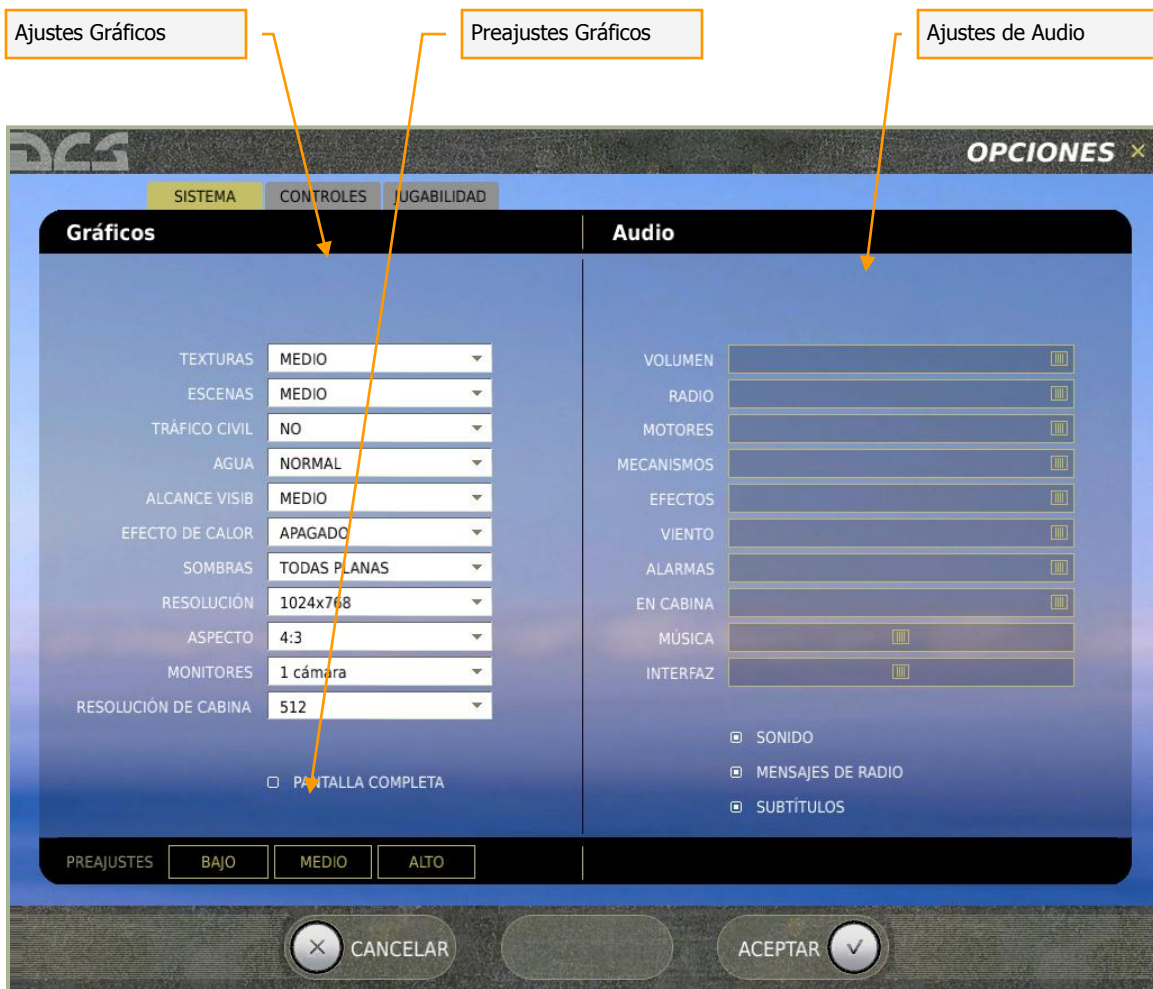 Ajustes Gráficos
Preajustes Gráficos
Ajustes de Audio
DCS
OPCIONES
SISTEMA
CONTROLES
JUGABILIDAD
Gráficos
Audio
TEXTURAS MEDIO
ESCENAS MEDIO
TRÁFICO CIVIL NO
AGUA NORMAL
ALCANCE VISIB MEDIO
EFECTO DE CALOR APAGADO
SOMBRAS TODAS PLANAS
RESOLUCIÓN 1024x768
ASPECTO 4:3
MONITORES 1 cámara
RESOLUCIÓN DE CABINA 512
PANTALLA COMPLETA
VOLUMEN
RADIO
MOTORES
MECANISMOS
EFECTOS
VIENTO
ALARMAS
EN CABINA
MÚSICA
INTERFAZ
SONIDO
MENSAJES DE RADIO
SUBTÍTULOS
PREAJUSTES BAJO MEDIO ALTO
CANCELAR
ACEPTAR